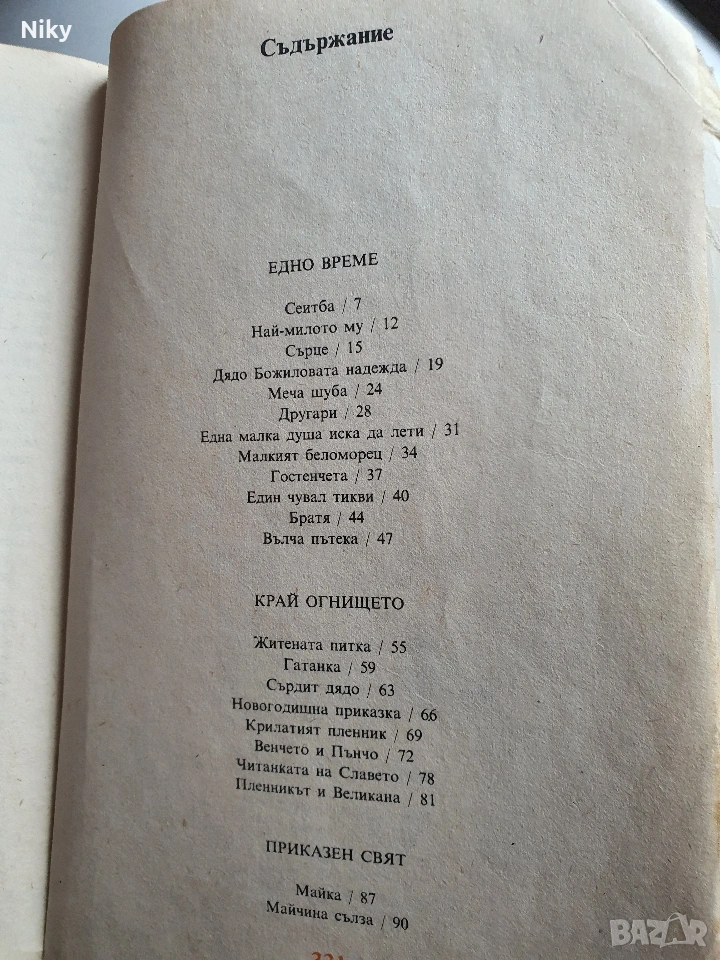 Niky
Съдържание
ЕДНО ВРЕМЕ
Сеитба / 7
Най-милото му / 12
Сърце / 15
Дядо Божиловата надежда / 19
Меча шуба / 24
Другари / 28
Една малка душа иска да лети / 31
Малкият беломорец / 34
Гостенчета / 37
Един чувал тикви / 40
Братя / 44
Вълча пътека / 47
КРАЙ ОГНИЩЕТО
Житената питка / 55
Гатанка / 59
Сърдит дядо / 63
Новогодишна приказка / 66
Крилатият пленник / 69
Венчето и Пънчо / 72
Читанката на Славето / 78
Пленникът и Великана / 81
ПРИКАЗЕН СВЯТ
Майка / 87
Майчина сълза / 90
321
BAZAR